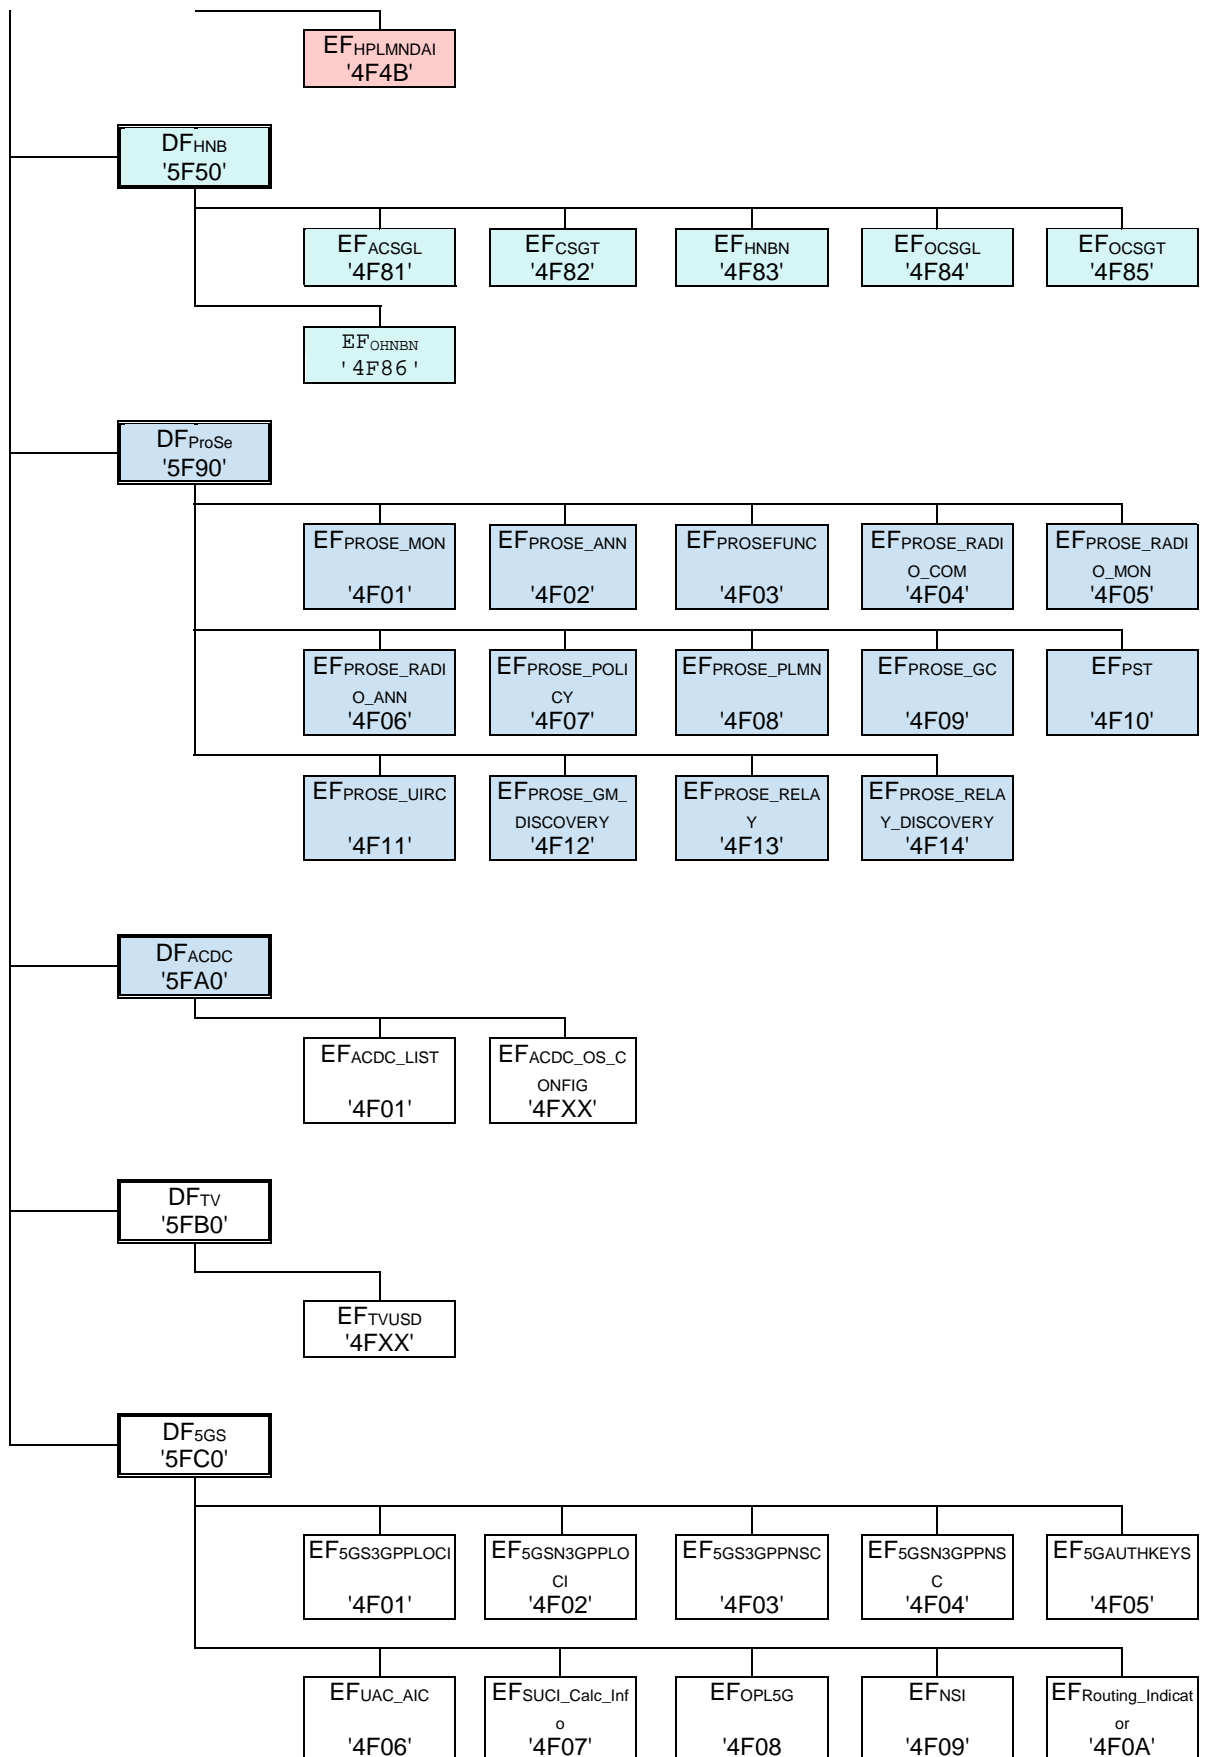 EFHPLMNDAI
'4F4B'
DFHNB
'5F50'
EFACSGL
'4F81'
EFCSGT
'4F82'
EFHNBN
'4F83'
EFOCSGL
'4F84'
EFOCSGT
'4F85'
EFOHNBN
'4F86'
DFProSe
'5F90'
EFPROSE_MON
'4F01'
EFPROSE_ANN
'4F02'
EFPROSEFUNC
'4F03'
EFPROSE_RADI
O_COM
'4F04'
EFPROSE_RADI
O_MON
'4F05'
EFPROSE_RADI
O_ANN
'4F06'
EFPROSE_POLI
CY
'4F07'
EFPROSE_PLMN
'4F08'
EFPROSE_GC
'4F09'
EFPST
'4F10'
EFPROSE_UIRC
'4F11'
EFPROSE_GM_
DISCOVERY
'4F12'
EFPROSE_RELA
Y
'4F13'
EFPROSE_RELA
Y_DISCOVERY
'4F14'
DFACDC
'5FA0'
EFACDC_LIST
'4F01'
EFACDC_OS_C
ONFIG
'4FXX'
DFTV
'5FB0'
EFTVUSD
'4FXX'
DF5GS
'5FC0'
EF5GS3GPPLOCI
'4F01'
EF5GSN3GPPLO
CI
'4F02'
EF5GS3GPPNSC
'4F03'
EF5GSN3GPPNS
C
'4F04'
EF5GAUTHKEYS
'4F05'
EFUAC_AIC
'4F06'
EFSUCI_Calc_Inf
o
'4F07'
EFOPL5G
'4F08
EFNSI
'4F09'
EFRouting_Indicat
or
'4F0A'